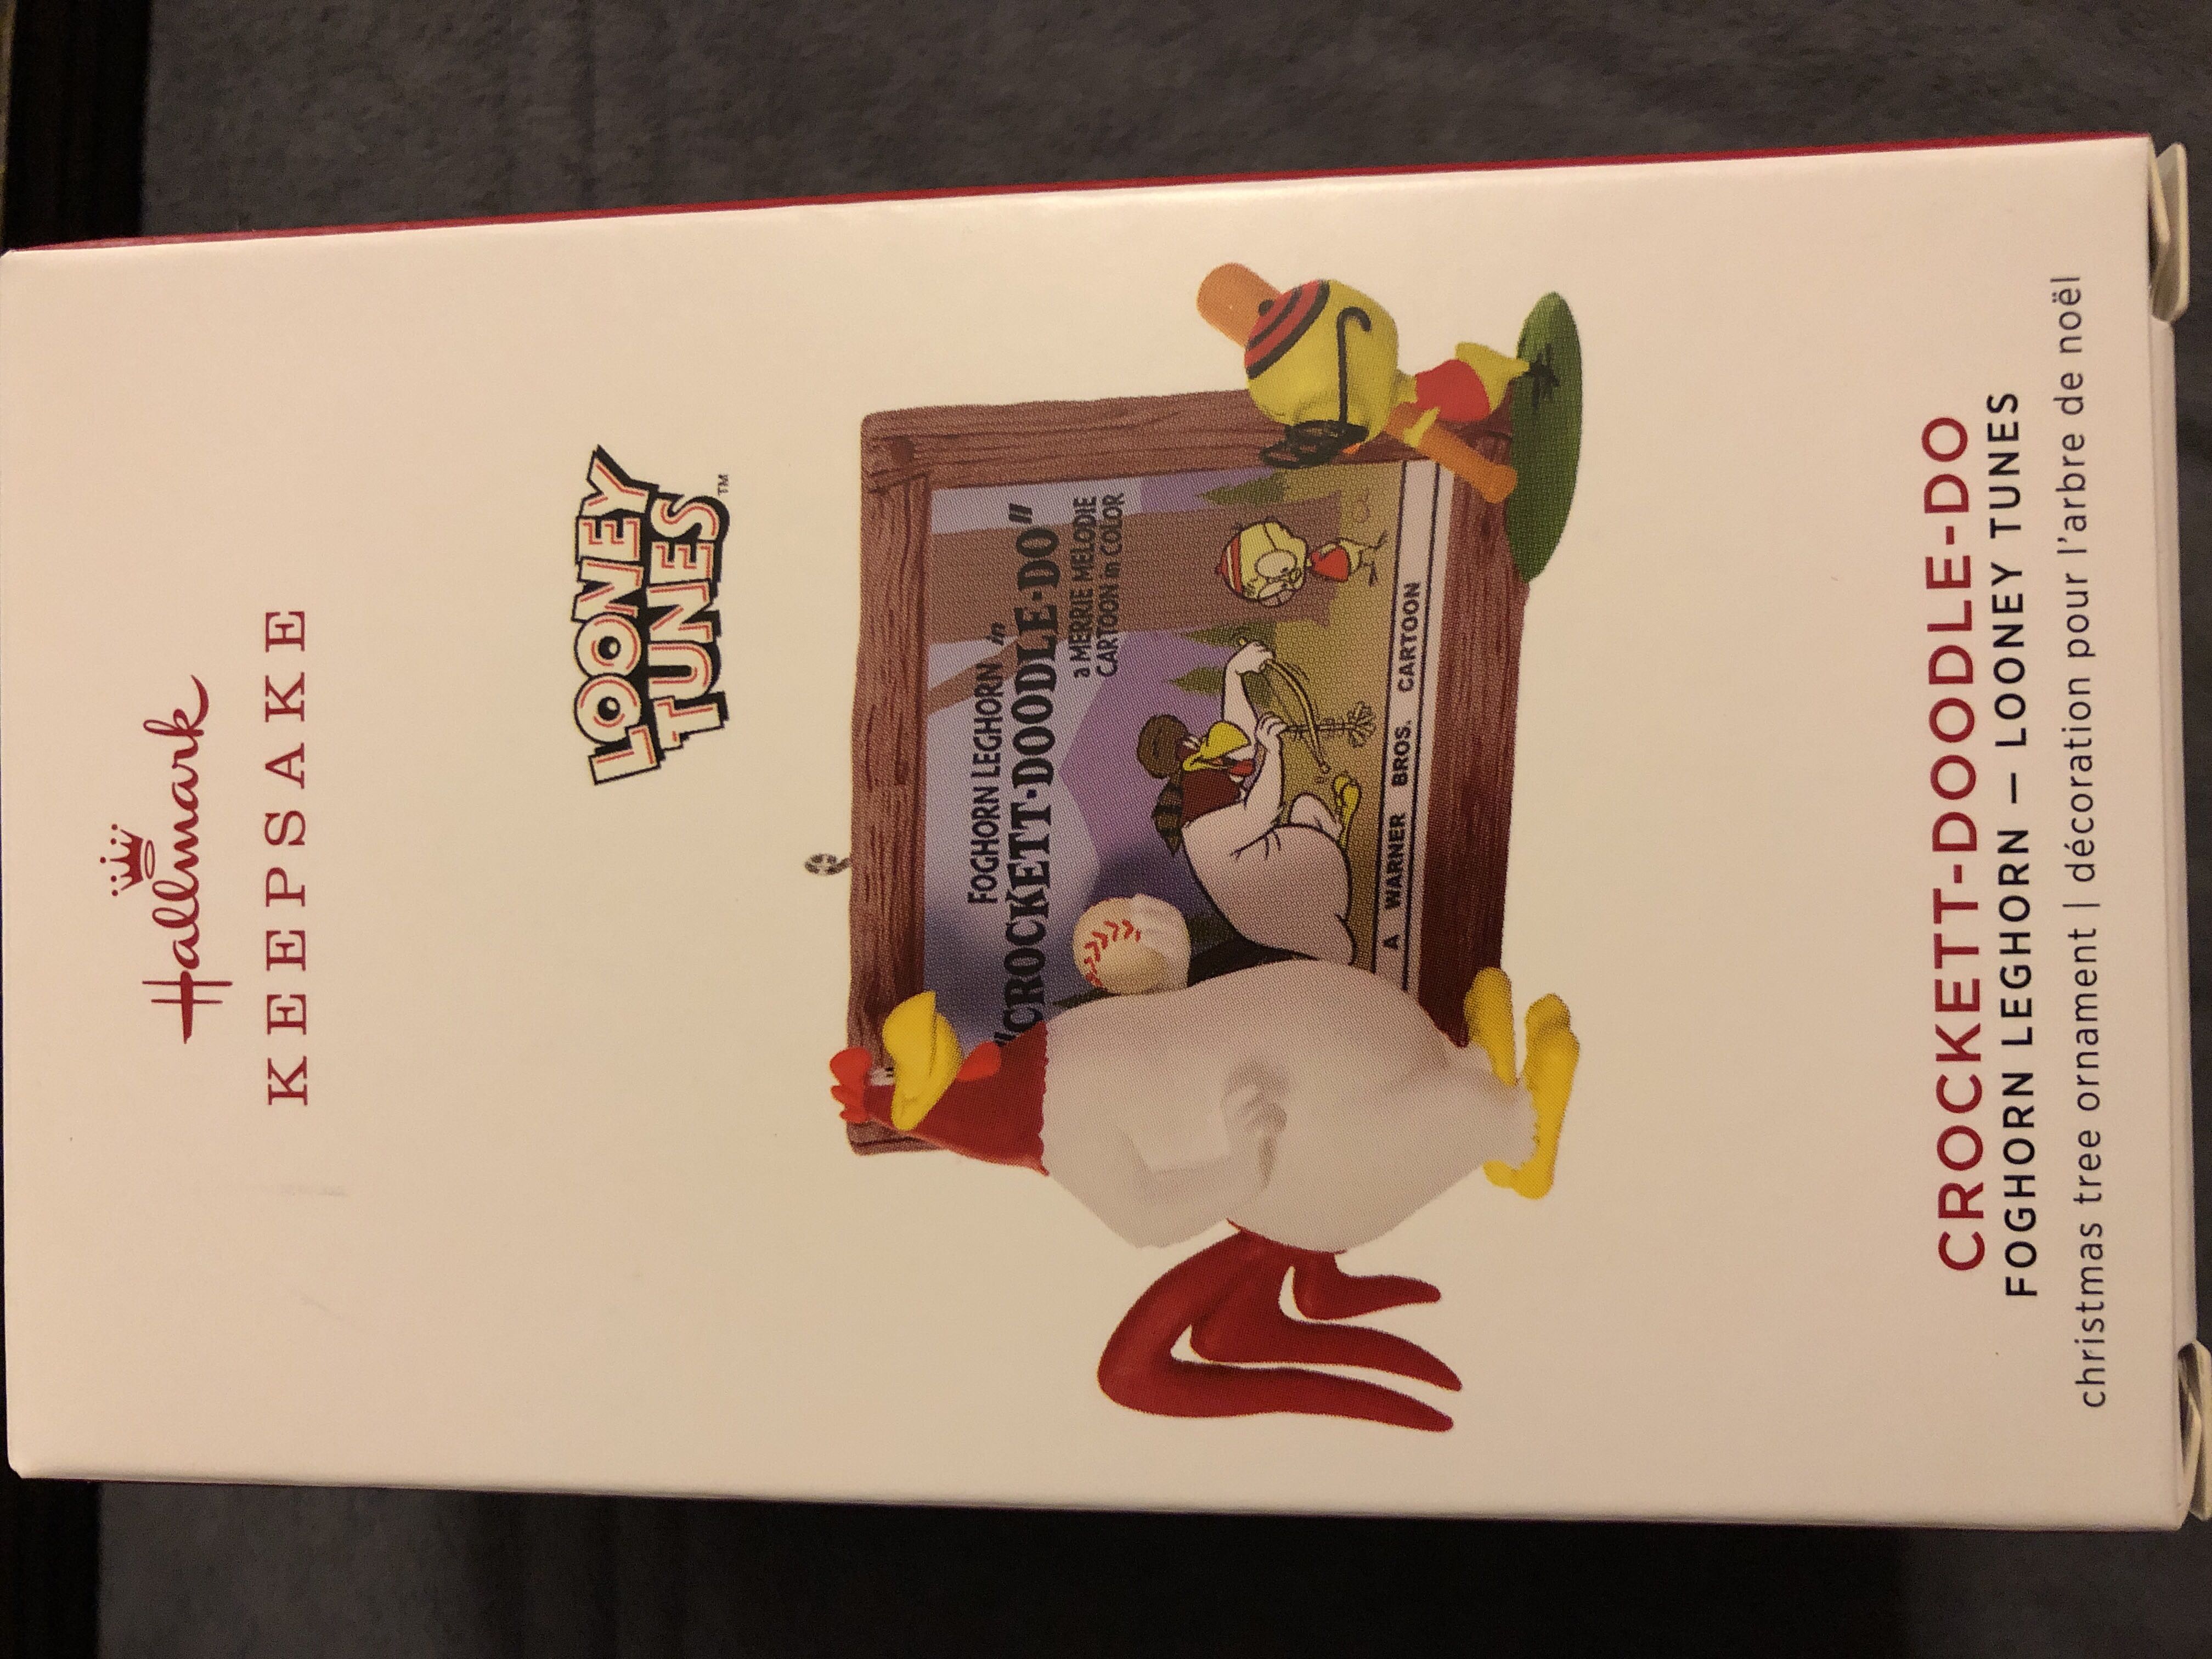 Hallmark
KEEPSAKE
LOONEY
TUNES™
FOGHORN LEGHORN in
"CROCKETT-DOODLE-DO"
a MERRIE MELODIE
CARTOON in COLOR
A WARNER BROS. CARTOON
CROCKETT-DOODLE-DO
FOGHORN LEGHORN – LOONEY TUNES
christmas tree ornament | décoration pour l'arbre de noël